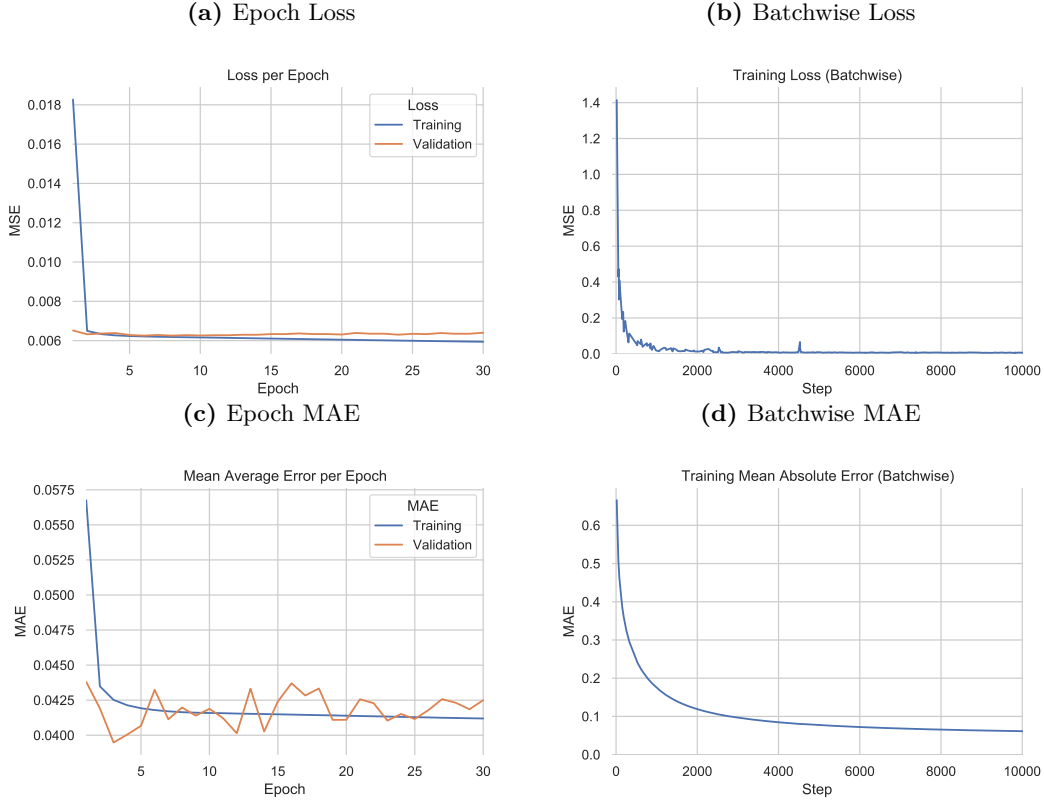 (a) Epoch Loss
Loss per Epoch
MSE
0.018
0.016
0.014
0.012
0.010
0.008
0.006
Loss
Training
Validation
5 10 15 20 25 30
Epoch
(b) Batchwise Loss
Training Loss (Batchwise)
MSE
1.4
1.2
1.0
0.8
0.6
0.4
0.2
0.0
0 2000 4000 6000 8000 10000
Step
(c) Epoch MAE
Mean Average Error per Epoch
MAE
0.0575
0.0550
0.0525
0.0500
0.0475
0.0450
0.0425
0.0400
MAE
Training
Validation
5 10 15 20 25 30
Epoch
(d) Batchwise MAE
Training Mean Absolute Error (Batchwise)
MAE
0.6
0.5
0.4
0.3
0.2
0.1
0.0
0 2000 4000 6000 8000 10000
Step